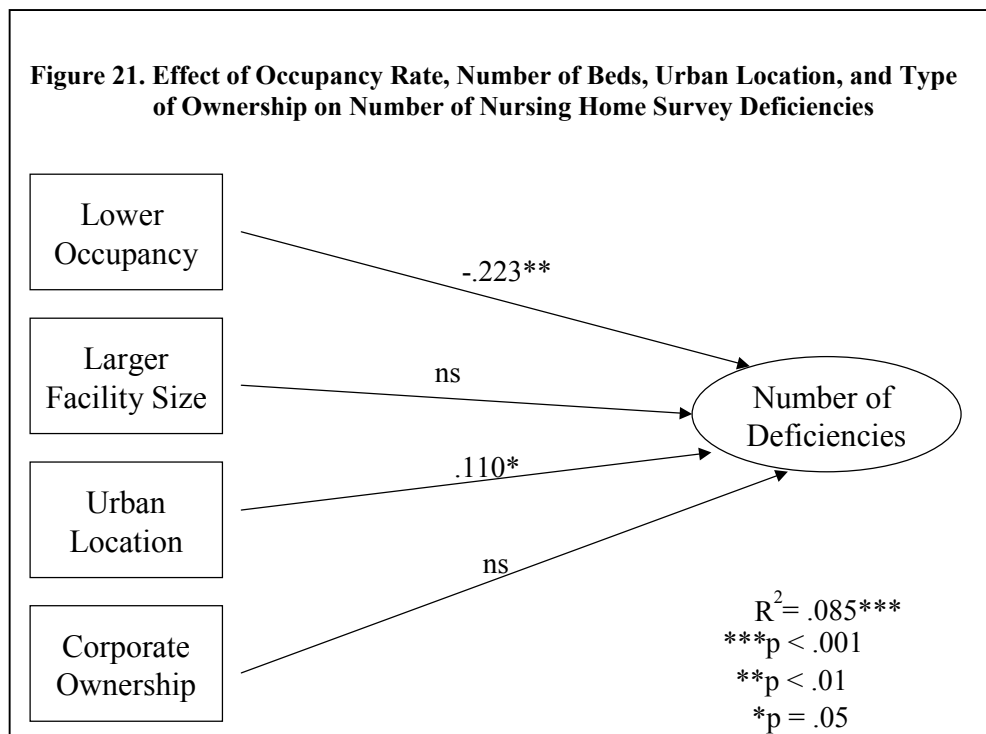 Figure 21. Effect of Occupancy Rate, Number of Beds, Urban Location, and Type
of Ownership on Number of Nursing Home Survey Deficiencies
Lower
Occupancy
-.223**
Larger
Facility Size
ns
Number of
Deficiencies
Urban
Location
.110*
ns
Corporate
Ownership
R²= .085***
***p < .001
**p < .01
*p = .05